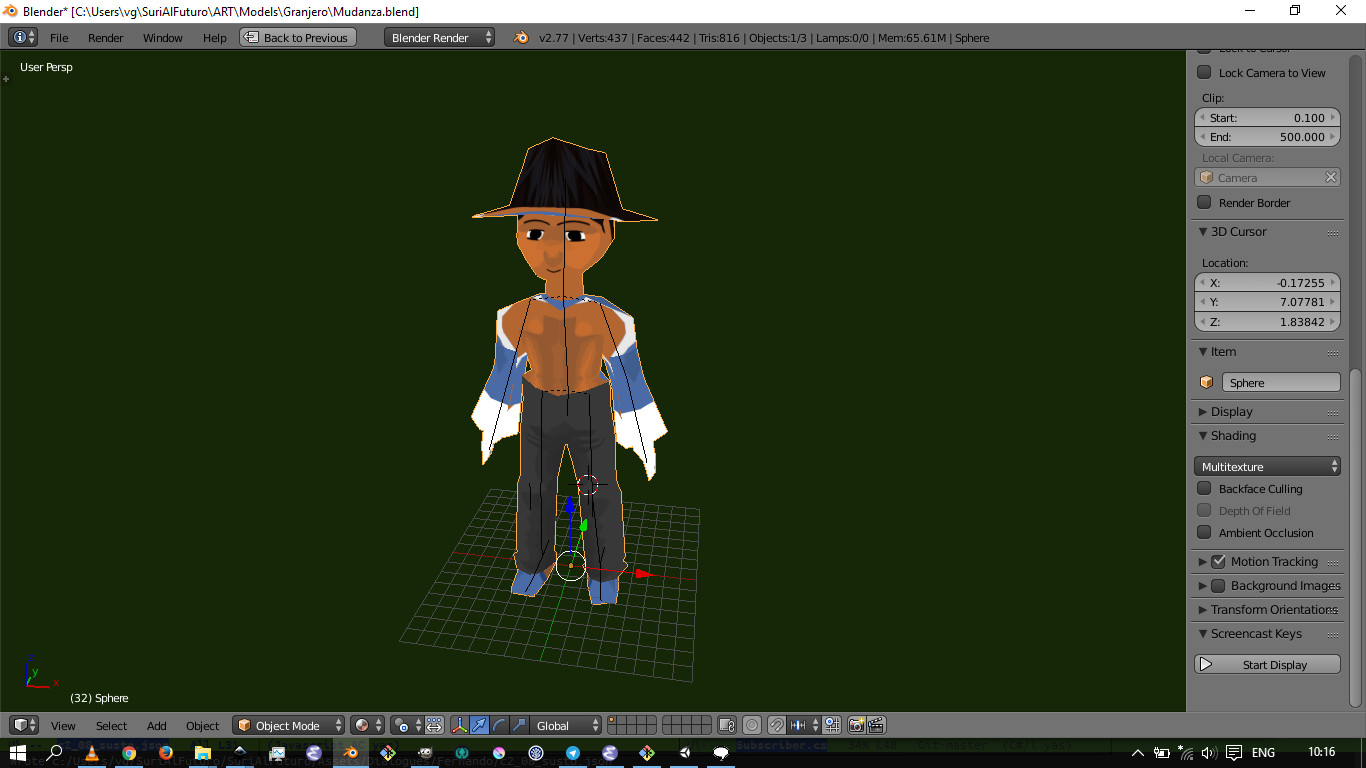 Blender* [C:\Users\vg\SuriAlFuturo\ART\Models\Granjero\Mudanza.blend]
File Render Window Help Back to Previous Blender Render v2.77 | Verts:437 | Faces:442 | Tris:816 | Objects:1/3 | Lamps:0/0 | Mem:65.61M | Sphere
User Persp
Lock to Cursor
Lock Camera to View
Clip:
Start: 0.100
End: 500.000
Local Camera:
Camera
Render Border
3D Cursor
Location:
X: -0.17255
Y: 7.07781
Z: 1.83842
Item
Sphere
Display
Shading
Multitexture
Backface Culling
Depth Of Field
Ambient Occlusion
Motion Tracking
Background Images
Transform Orientations
Screencast Keys
Start Display
z
y
x
(32) Sphere
View Select Add Object Object Mode Global
Subscriber.cs
ENG 10:16